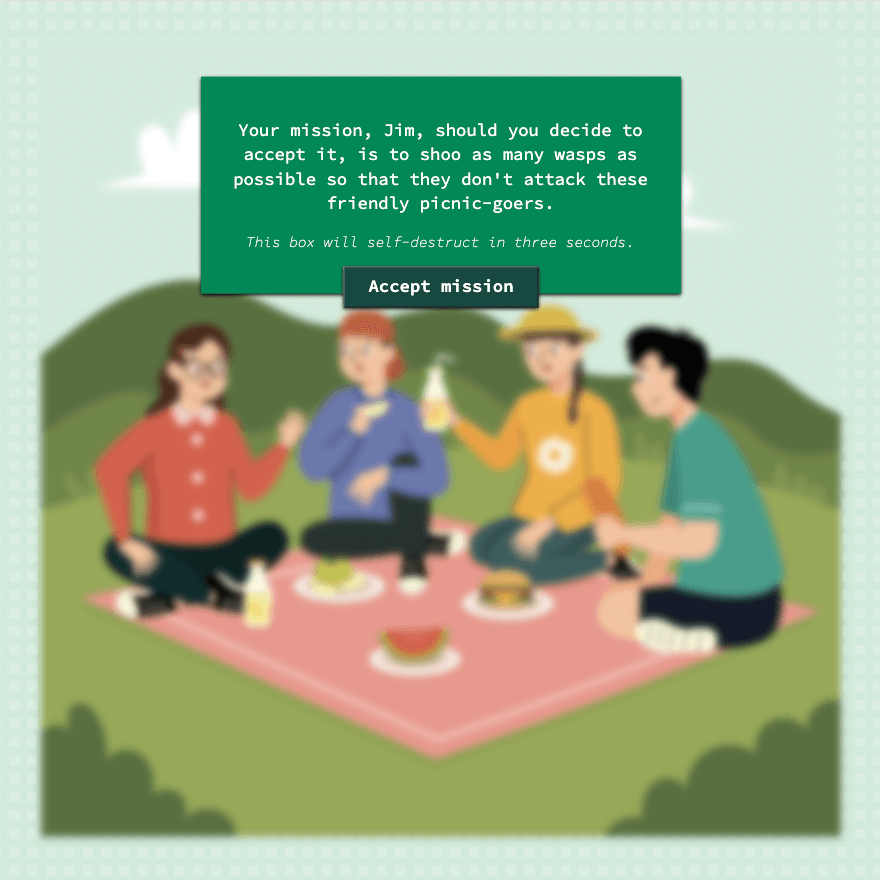 Your mission, Jim, should you decide to
accept it, is to shoo as many wasps as
possible so that they don't attack these
friendly picnic-goers.
This box will self-destruct in three seconds.
Accept mission